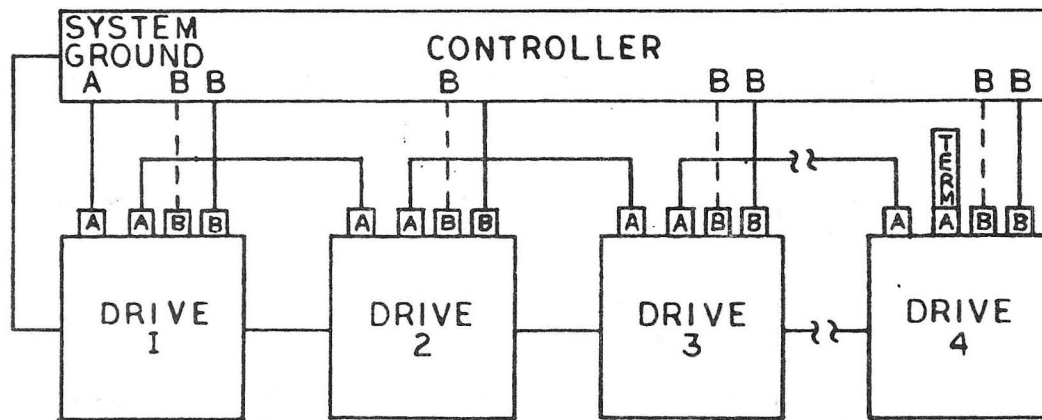 SYSTEM
GROUND
CONTROLLER
A B B B B B B B
TERM
A A B B A A B B A A B B A A B B
DRIVE
1
DRIVE
2
DRIVE
3
DRIVE
4